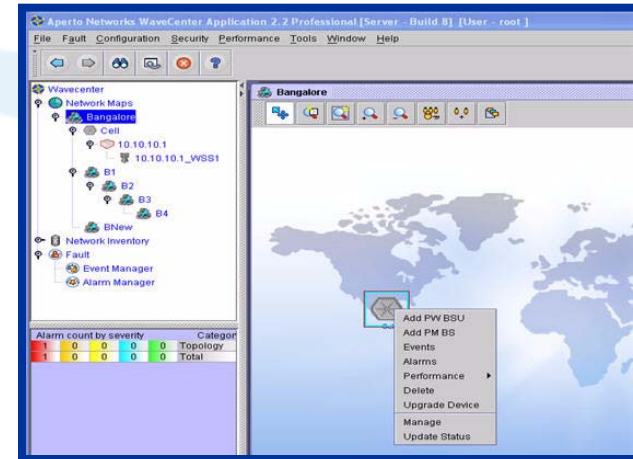 Aperto Networks WaveCenter Application 2.2 Professional [Server - Build 8] [User - root ]
File Fault Configuration Security Performance Tools Window Help
Wavecenter
Network Maps
Bangalore
Cell
10.10.10.1
10.10.10.1_WSS1
B1
B2
B3
B4
BNew
Network Inventory
Fault
Event Manager
Alarm Manager
Alarm count by severity Categor
1 0 0 0 0 Topology
1 0 0 0 0 Total
Bangalore
Add PW BSU
Add PM BS
Events
Alarms
Performance
Delete
Upgrade Device
Manage
Update Status